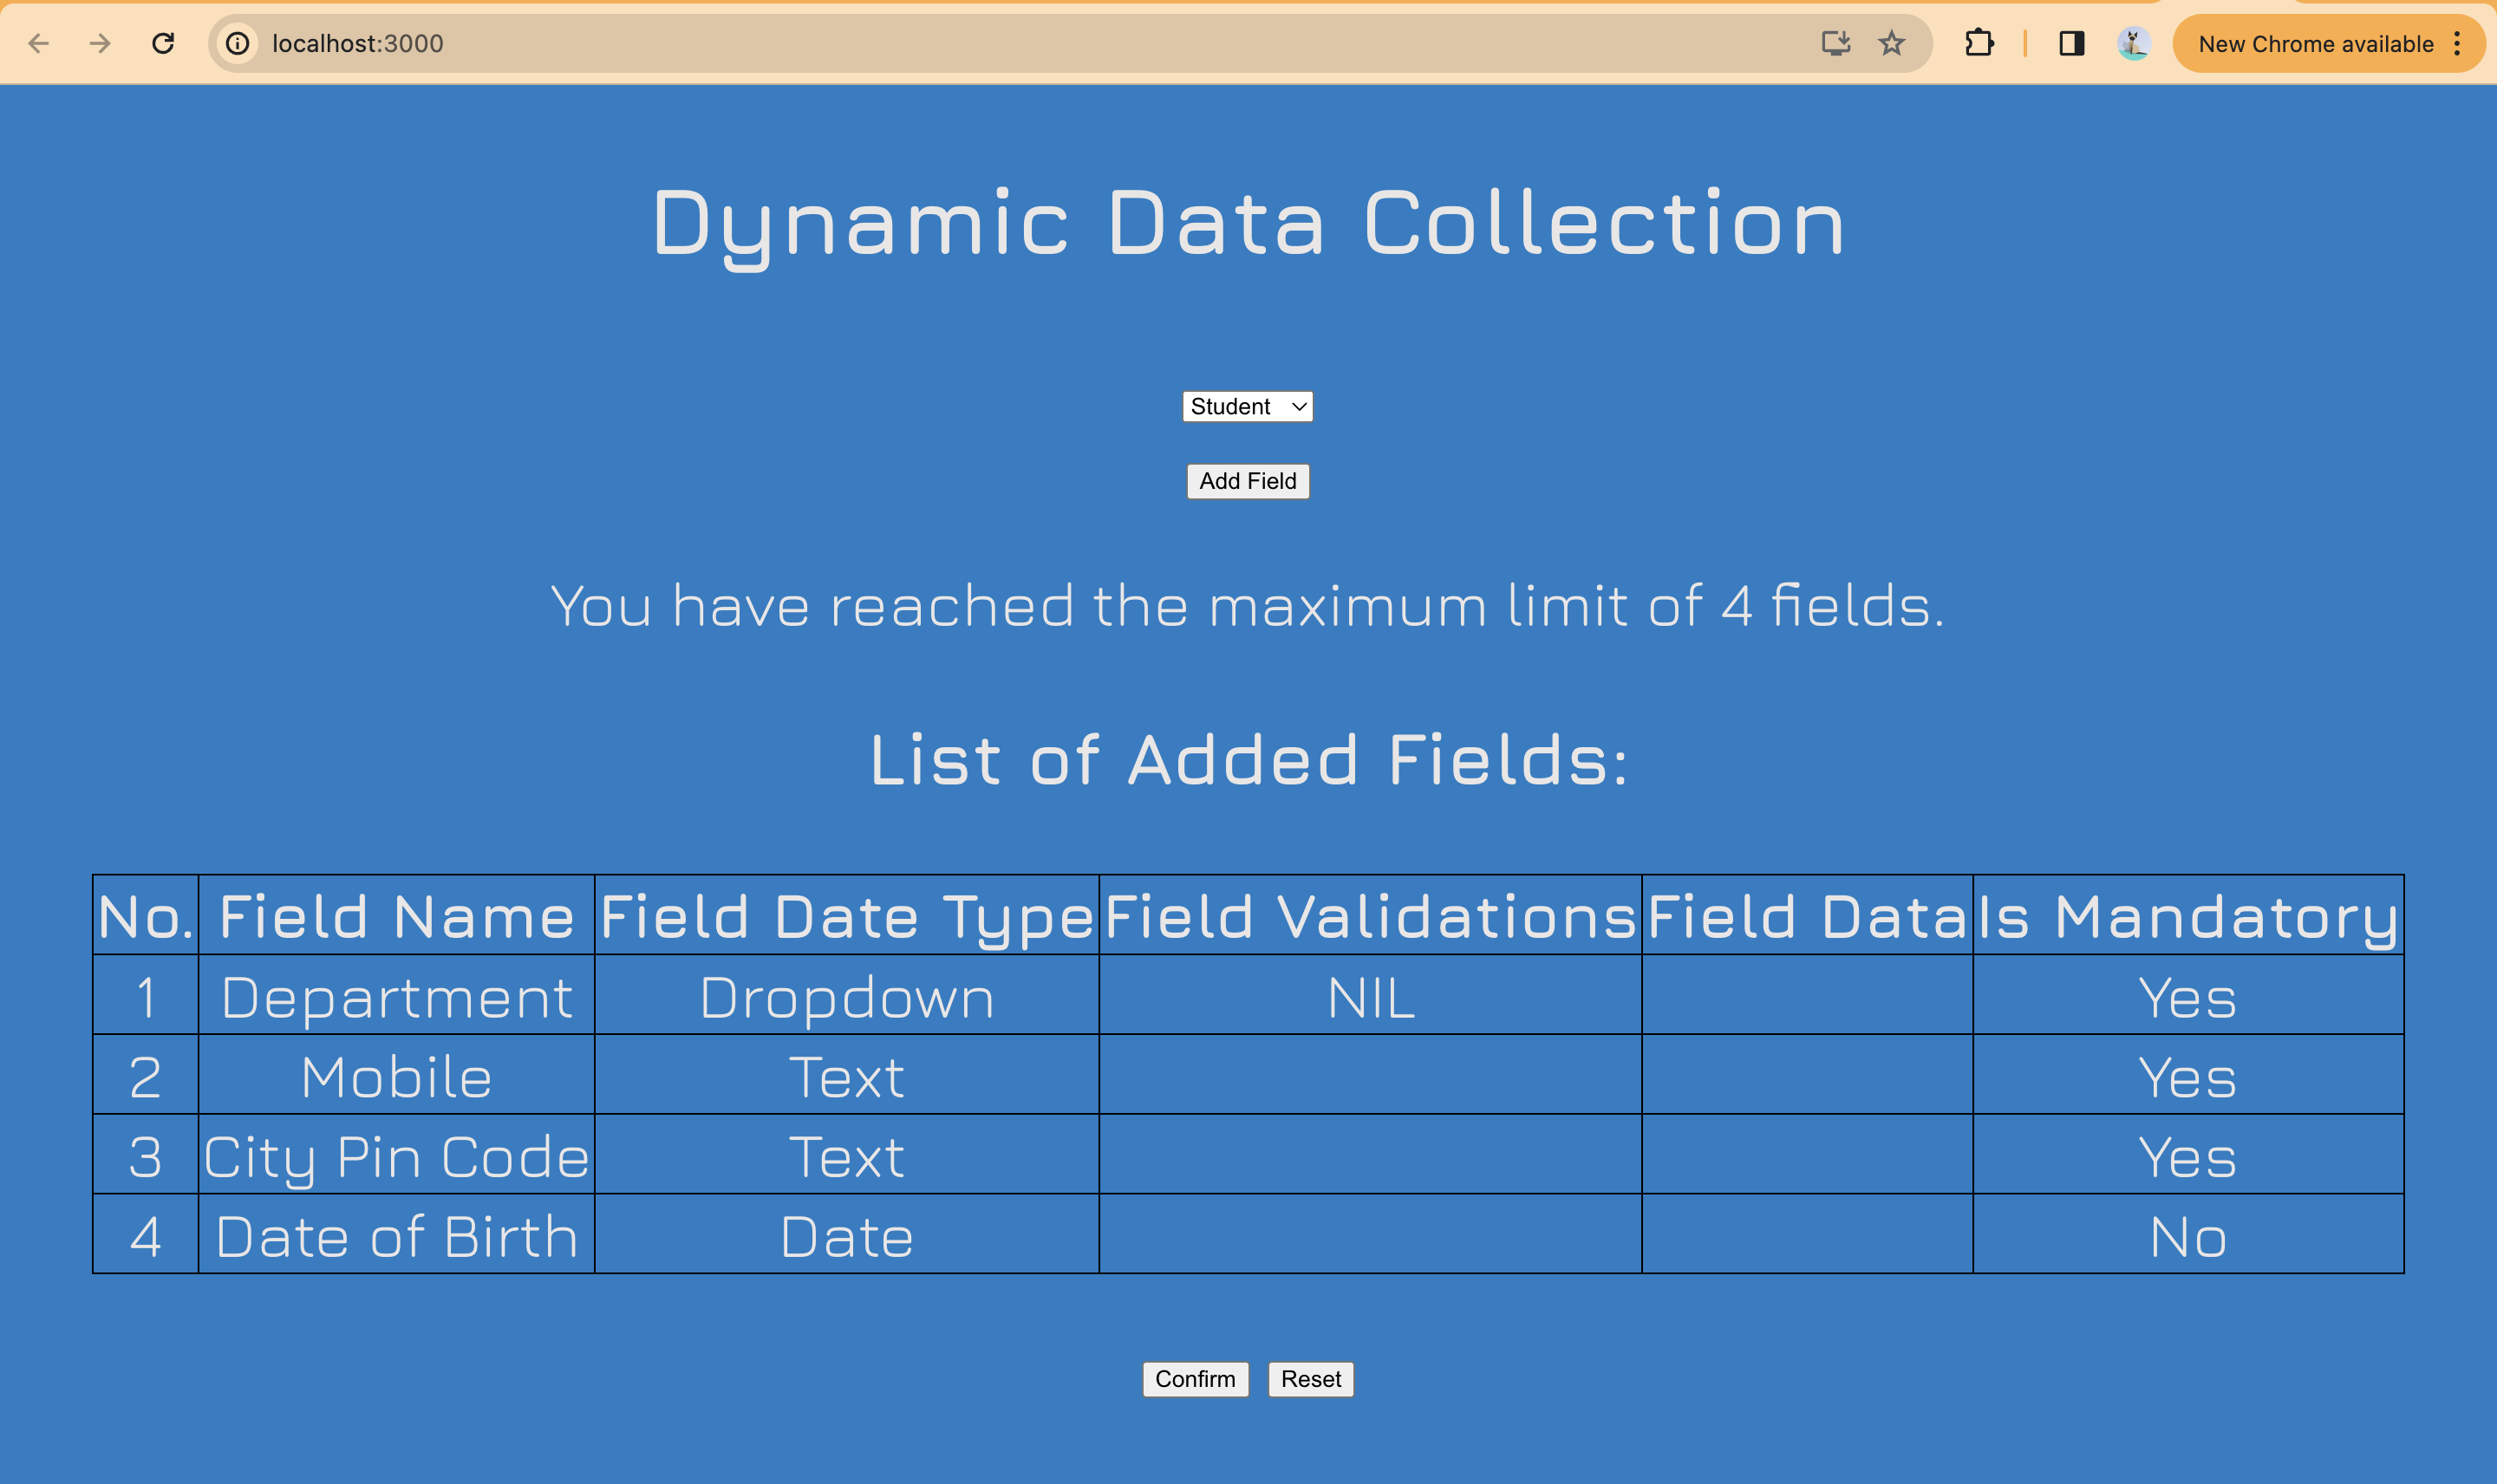 localhost:3000
New Chrome available
Dynamic Data Collection
Student
Add Field
You have reached the maximum limit of 4 fields.
List of Added Fields:
No. Field Name Field Date Type Field Validations Field Data Is Mandatory
1 Department Dropdown NIL Yes
2 Mobile Text Yes
3 City Pin Code Text Yes
4 Date of Birth Date No
Confirm Reset